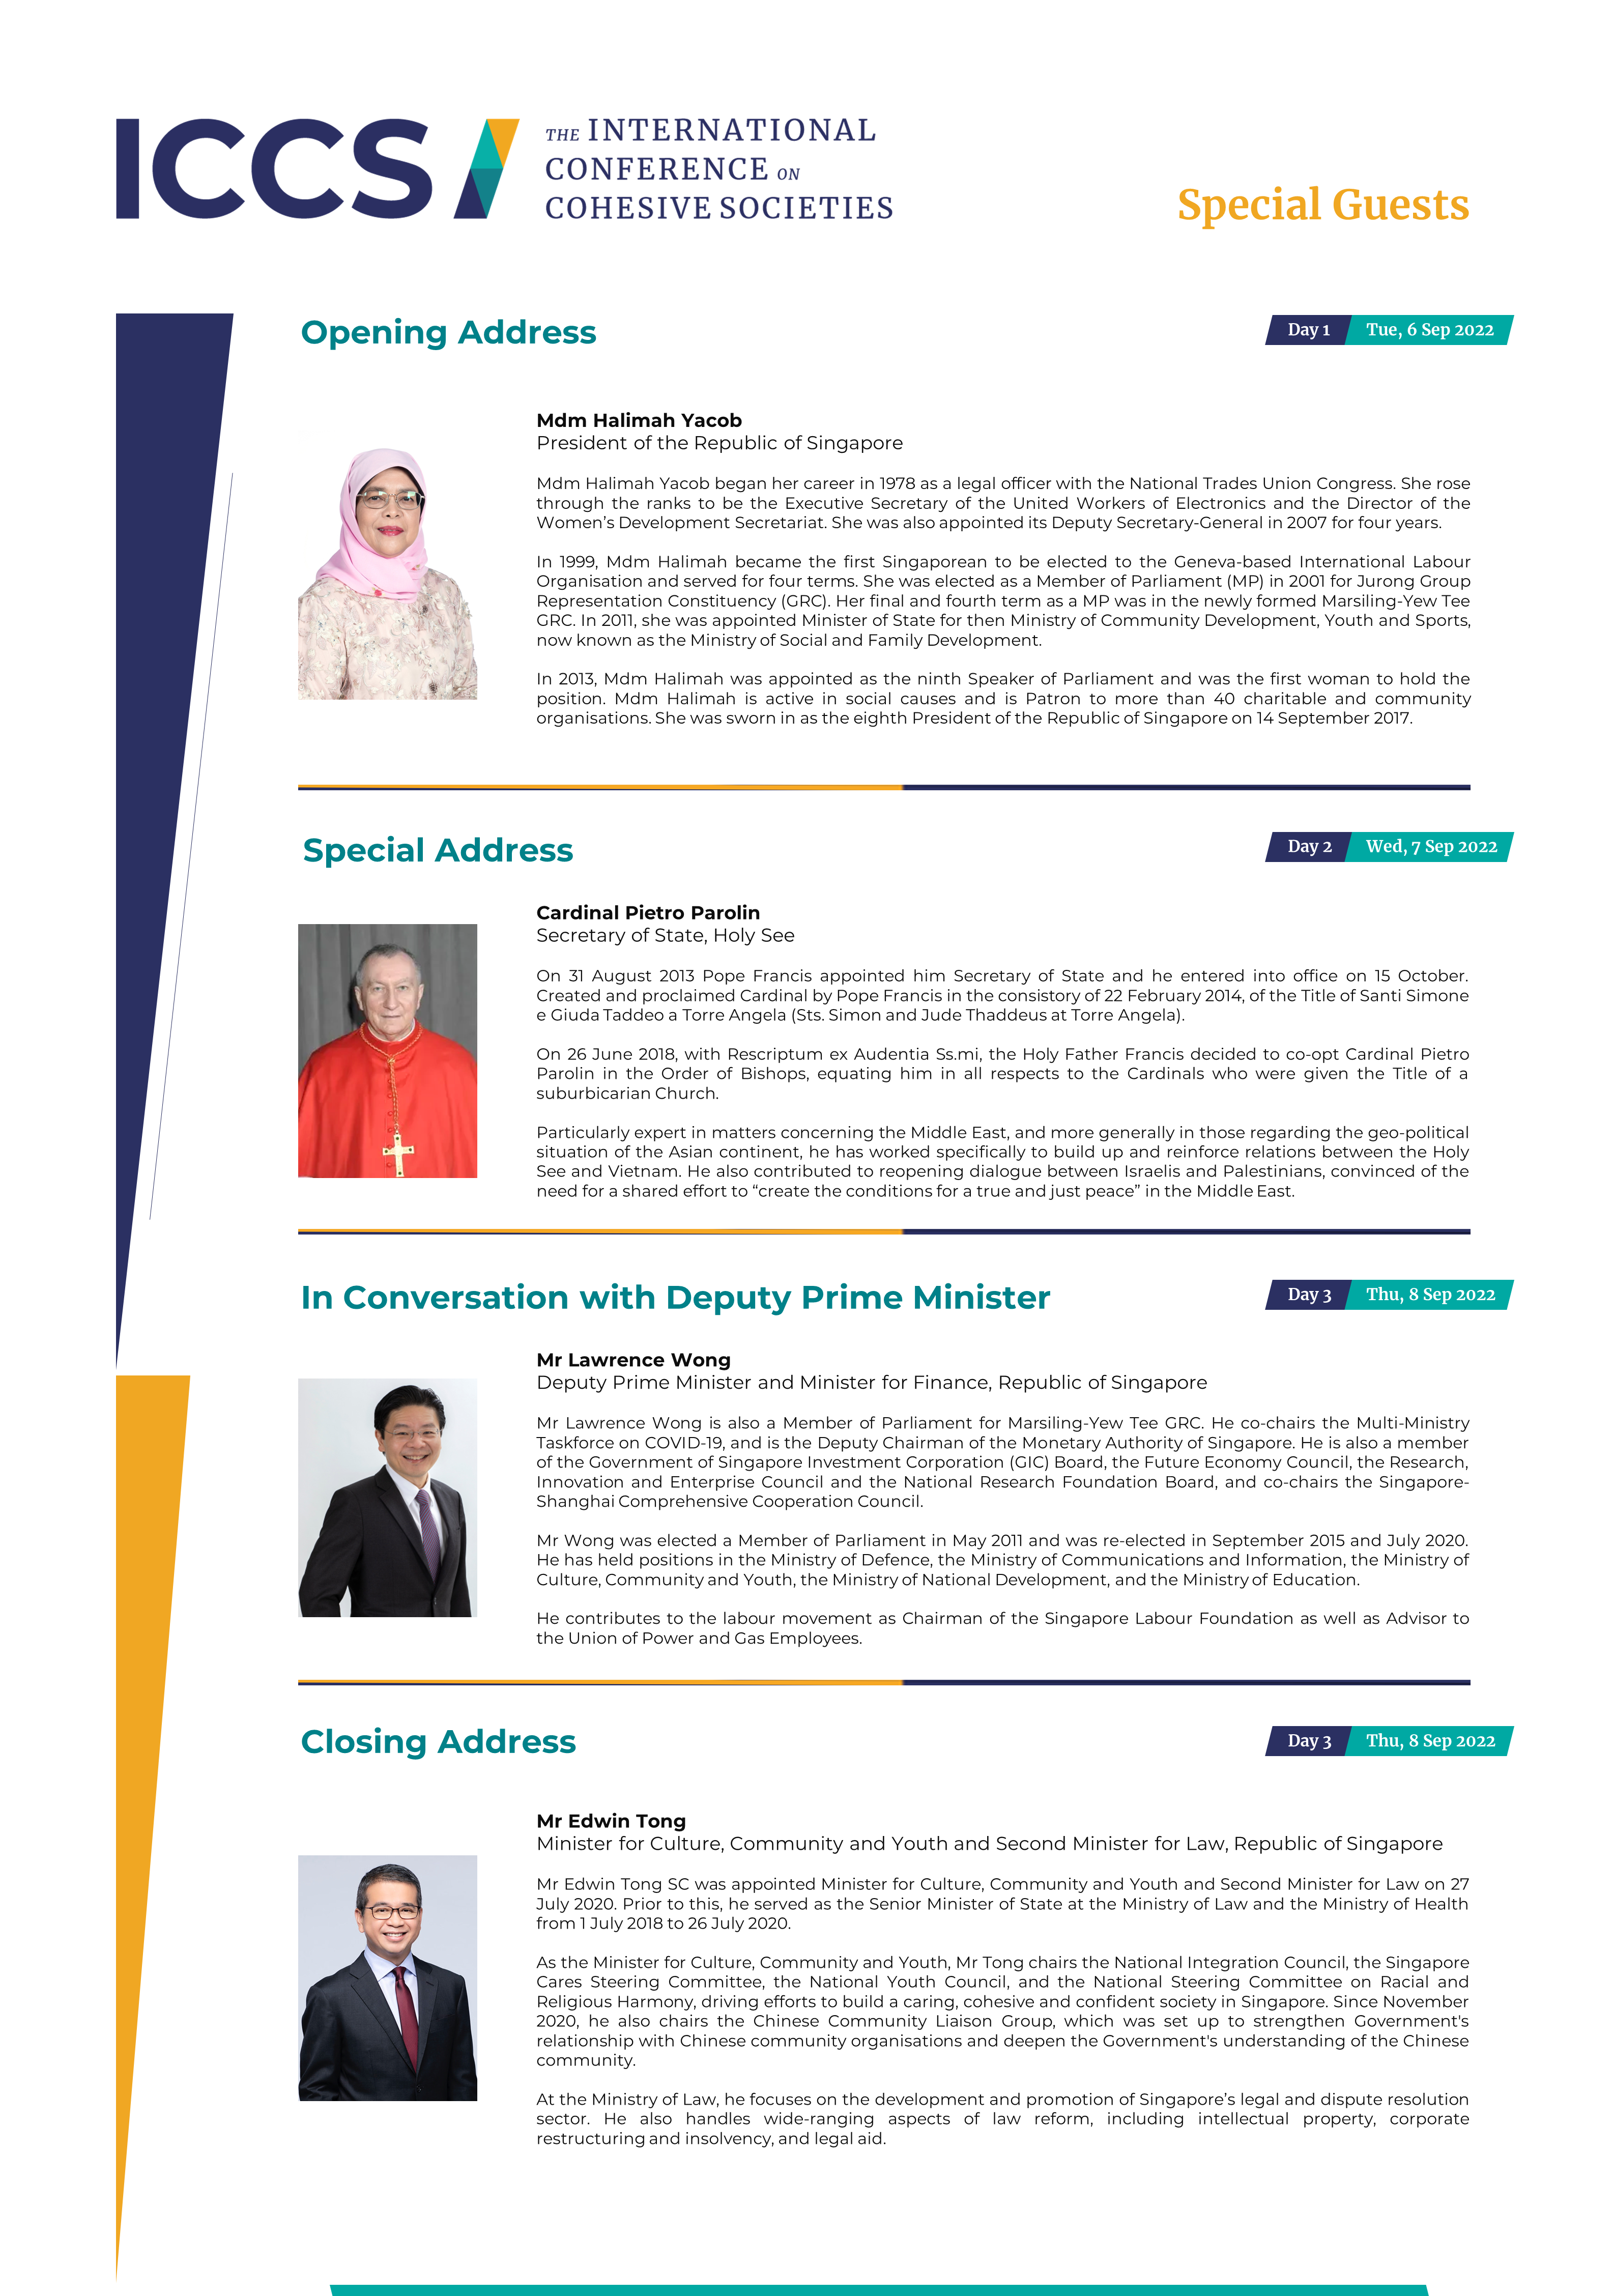 ICCS
THE INTERNATIONAL
CONFERENCE ON
COHESIVE SOCIETIES
Special Guests
Opening Address
Day 1 Tue, 6 Sep 2022
Mdm Halimah Yacob
President of the Republic of Singapore
Mdm Halimah Yacob began her career in 1978 as a legal officer with the National Trades Union Congress. She rose
through the ranks to be the Executive Secretary of the United Workers of Electronics and the Director of the
Women’s Development Secretariat. She was also appointed its Deputy Secretary-General in 2007 for four years.
In 1999, Mdm Halimah became the first Singaporean to be elected to the Geneva-based International Labour
Organisation and served for four terms. She was elected as a Member of Parliament (MP) in 2001 for Jurong Group
Representation Constituency (GRC). Her final and fourth term as a MP was in the newly formed Marsiling-Yew Tee
GRC. In 2011, she was appointed Minister of State for then Ministry of Community Development, Youth and Sports,
now known as the Ministry of Social and Family Development.
In 2013, Mdm Halimah was appointed as the ninth Speaker of Parliament and was the first woman to hold the
position. Mdm Halimah is active in social causes and is Patron to more than 40 charitable and community
organisations. She was sworn in as the eighth President of the Republic of Singapore on 14 September 2017.
Special Address
Day 2 Wed, 7 Sep 2022
Cardinal Pietro Parolin
Secretary of State, Holy See
On 31 August 2013 Pope Francis appointed him Secretary of State and he entered into office on 15 October.
Created and proclaimed Cardinal by Pope Francis in the consistory of 22 February 2014, of the Title of Santi Simone
e Giuda Taddeo a Torre Angela (Sts. Simon and Jude Thaddeus at Torre Angela).
On 26 June 2018, with Rescriptum ex Audentia Ss.mi, the Holy Father Francis decided to co-opt Cardinal Pietro
Parolin in the Order of Bishops, equating him in all respects to the Cardinals who were given the Title of a
suburbicarian Church.
Particularly expert in matters concerning the Middle East, and more generally in those regarding the geo-political
situation of the Asian continent, he has worked specifically to build up and reinforce relations between the Holy
See and Vietnam. He also contributed to reopening dialogue between Israelis and Palestinians, convinced of the
need for a shared effort to “create the conditions for a true and just peace” in the Middle East.
In Conversation with Deputy Prime Minister
Day 3 Thu, 8 Sep 2022
Mr Lawrence Wong
Deputy Prime Minister and Minister for Finance, Republic of Singapore
Mr Lawrence Wong is also a Member of Parliament for Marsiling-Yew Tee GRC. He co-chairs the Multi-Ministry
Taskforce on COVID-19, and is the Deputy Chairman of the Monetary Authority of Singapore. He is also a member
of the Government of Singapore Investment Corporation (GIC) Board, the Future Economy Council, the Research,
Innovation and Enterprise Council and the National Research Foundation Board, and co-chairs the Singapore-
Shanghai Comprehensive Cooperation Council.
Mr Wong was elected a Member of Parliament in May 2011 and was re-elected in September 2015 and July 2020.
He has held positions in the Ministry of Defence, the Ministry of Communications and Information, the Ministry of
Culture, Community and Youth, the Ministry of National Development, and the Ministry of Education.
He contributes to the labour movement as Chairman of the Singapore Labour Foundation as well as Advisor to
the Union of Power and Gas Employees.
Closing Address
Day 3 Thu, 8 Sep 2022
Mr Edwin Tong
Minister for Culture, Community and Youth and Second Minister for Law, Republic of Singapore
Mr Edwin Tong SC was appointed Minister for Culture, Community and Youth and Second Minister for Law on 27
July 2020. Prior to this, he served as the Senior Minister of State at the Ministry of Law and the Ministry of Health
from 1 July 2018 to 26 July 2020.
As the Minister for Culture, Community and Youth, Mr Tong chairs the National Integration Council, the Singapore
Cares Steering Committee, the National Youth Council, and the National Steering Committee on Racial and
Religious Harmony, driving efforts to build a caring, cohesive and confident society in Singapore. Since November
2020, he also chairs the Chinese Community Liaison Group, which was set up to strengthen Government's
relationship with Chinese community organisations and deepen the Government's understanding of the Chinese
community.
At the Ministry of Law, he focuses on the development and promotion of Singapore’s legal and dispute resolution
sector. He also handles wide-ranging aspects of law reform, including intellectual property, corporate
restructuring and insolvency, and legal aid.